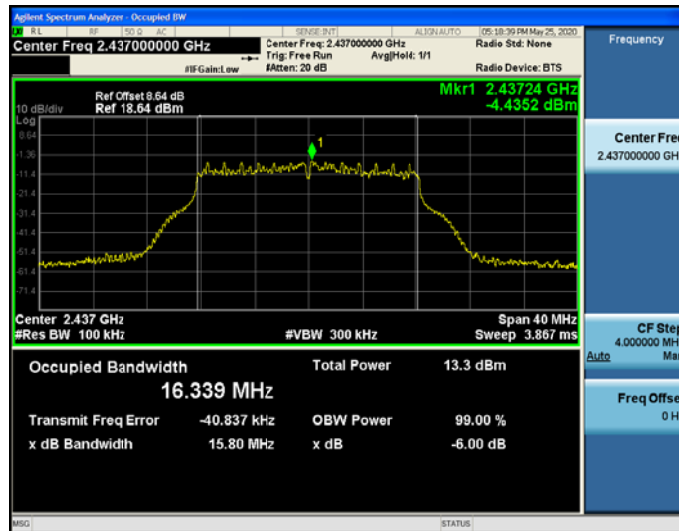 Agilent Spectrum Analyzer - Occupied BW
RL RF 50 Ω AC SENSE:INT ALIGN AUTO 05:18:39 PM May 25, 2020
Center Freq 2.437000000 GHz
Center Freq: 2.437000000 GHz
Radio Std: None
Trig: Free Run Avg|Hold: 1/1
#IFGain:Low #Atten: 20 dB Radio Device: BTS
Frequency
Ref Offset 8.64 dB
10 dB/div Ref 18.64 dBm
Mkr1 2.43724 GHz
-4.4352 dBm
Log
8.64
-1.36
-11.4
-21.4
-31.4
-41.4
-51.4
-61.4
-71.4
1
Center 2.437 GHz Span 40 MHz
#Res BW 100 kHz #VBW 300 kHz Sweep 3.867 ms
Occupied Bandwidth Total Power 13.3 dBm
16.339 MHz
Transmit Freq Error -40.837 kHz OBW Power 99.00 %
x dB Bandwidth 15.80 MHz x dB -6.00 dB
Center Fre
2.437000000 GH
CF Ste
4.000000 MH
Auto Ma
Freq Offse
0 H
MSG STATUS